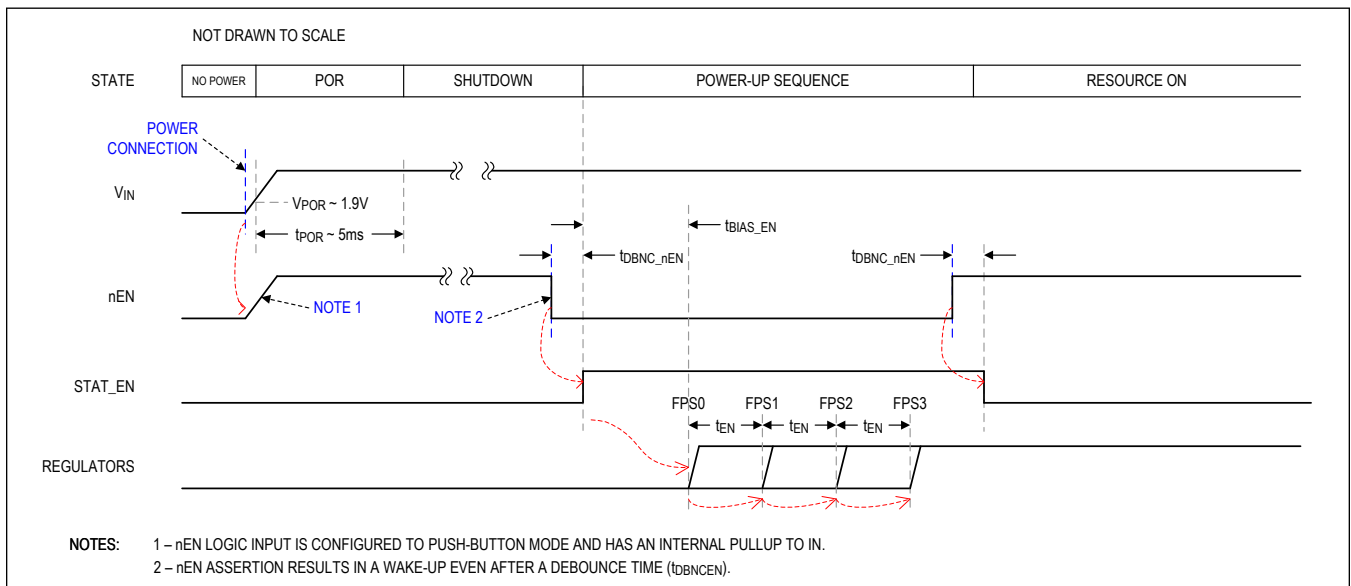 NOT DRAWN TO SCALE
STATE
NO POWER
POR
SHUTDOWN
POWER-UP SEQUENCE
RESOURCE ON
POWER
CONNECTION
VIN
VPOR ~ 1.9V
tPOR ~ 5ms
tBIAS_EN
tDBNC_nEN
tDBNC_nEN
nEN
NOTE 1
NOTE 2
STAT_EN
FPS0
FPS1
FPS2
FPS3
tEN
tEN
tEN
REGULATORS
NOTES:
1 – nEN LOGIC INPUT IS CONFIGURED TO PUSH-BUTTON MODE AND HAS AN INTERNAL PULLUP TO IN.
2 – nEN ASSERTION RESULTS IN A WAKE-UP EVEN AFTER A DEBOUNCE TIME (tDBNCEN).